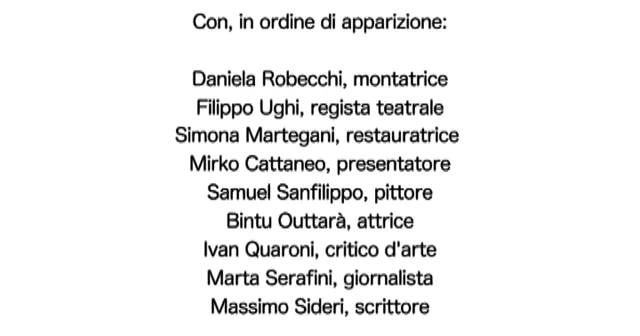 Con, in ordine di apparizione:
Daniela Robecchi, montatrice
Filippo Ughi, regista teatrale
Simona Martegani, restauratrice
Mirko Cattaneo, presentatore
Samuel Sanfilippo, pittore
Bintu Outtarà, attrice
Ivan Quaroni, critico d'arte
Marta Serafini, giornalista
Massimo Sideri, scrittore